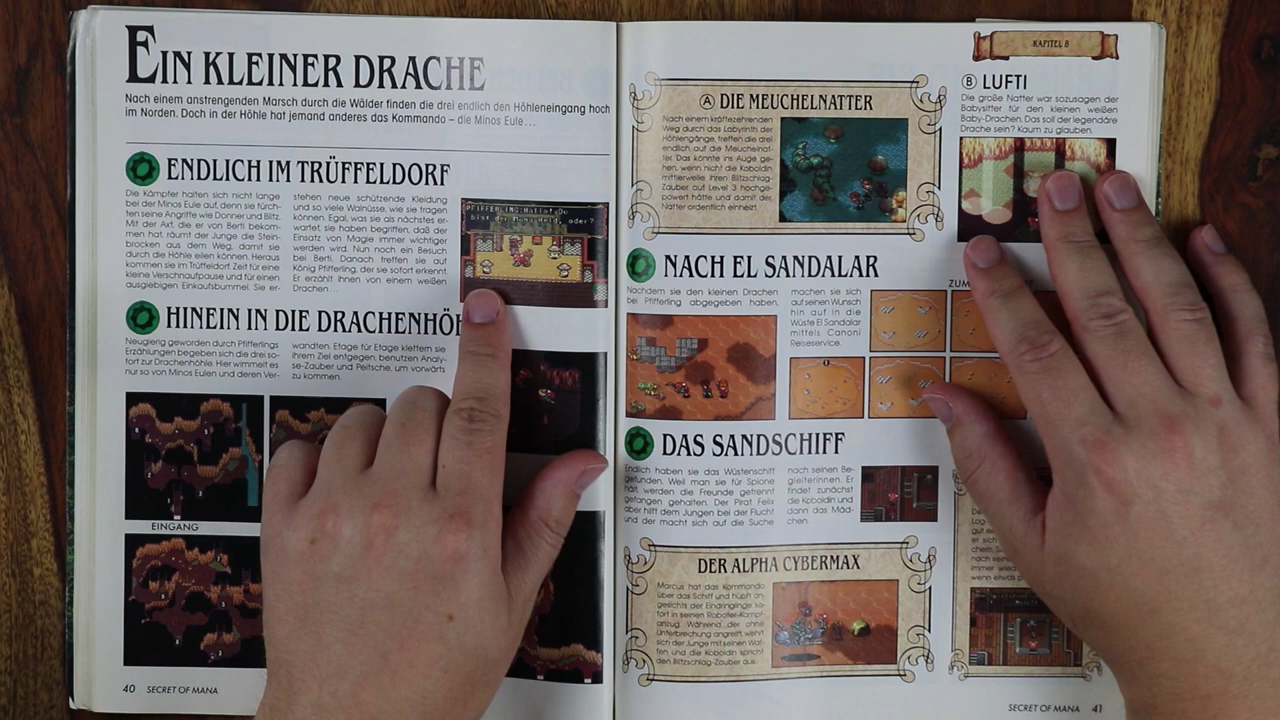 EIN KLEINER DRACHE
Nach einem anstrengenden Marsch durch die Wälder finden die drei endlich den Höhleneingang hoch
im Norden. Doch in der Höhle hat jemand anderes das Kommando – die Minos Eule...
ENDLICH IM TRÜFFELDORF
Die Kämpfer halten sich nicht lange
bei der Minos Eule auf, denn sie fürch-
ten seine Angriffe wie Donner und Blitz.
Mit der Axt, die er von Berti bekom-
men hat, räumt der Junge die Stein-
brocken aus dem Weg, damit sie
durch die Höhle eilen können. Heraus
kommen sie im Trüffeldorf. Zeit für eine
kleine Verschnaufpause und für einen
ausgiebigen Einkaufsbummel. Sie er-
stehen neue schützende Kleidung
und so viele Walnüsse, wie sie tragen
können. Egal, was sie als nächstes er-
wartet, sie haben begriffen, daß der
Einsatz von Magie immer wichtiger
werden wird. Nun noch ein Besuch
bei Berti. Danach treffen sie auf
König Pfifferling, der sie sofort erkennt.
Er erzählt ihnen von einem weißen
Drachen...
PFIFFERLING:Hallo! Du
bist der Mana-Held, oder?
HINEIN IN DIE DRACHENHÖH
Neugierig geworden durch Pfifferlings
Erzählungen begeben sich die drei so-
fort zur Drachenhöhle. Hier wimmelt es
nur so von Minos Eulen und deren Ver-
wandten. Etage für Etage klettern sie
ihrem Ziel entgegen, benutzen Analy-
se-Zauber und Peitsche, um vorwärts
zu kommen.
EINGANG
40 SECRET OF MANA
KAPITEL 8
A DIE MEUCHELNATTER
Nach einem kräftezehrenden
Weg durch das Labyrinth der
Höhlengänge, treffen die drei
endlich auf die Meuchelnat-
ter. Das könnte ins Auge ge-
hen, wenn nicht die Koboldin
mittlerweile ihren Blitzschlag-
Zauber auf Level 3 hochge-
powert hätte und damit der
Natter ordentlich einheizt.
B LUFTI
Die große Natter war sozusagen der
Babysitter für den kleinen weißen
Baby-Drachen. Das soll der legendäre
Drache sein? Kaum zu glauben.
NACH EL SANDALAR
Nachdem sie den kleinen Drachen
bei Pfifferling abgegeben haben,
machen sie sich
auf seinen Wunsch
hin auf in die
Wüste El Sandalar
mittels Canoni
Reiseservice.
ZUM
DAS SANDSCHIFF
Endlich haben sie das Wüstenschiff
gefunden. Weil man sie für Spione
hält, werden die Freunde getrennt
gefangen gehalten. Der Pirat Felix
aber hilft dem Jungen bei der Flucht
und der macht sich auf die Suche
nach seinen Be-
gleiterinnen. Er
findet zunächst
die Koboldin und
dann das Mäd-
chen.
DER ALPHA CYBERMAX
Marcus hat das Kommando
über das Schiff und hüpft an-
gesichts der Eindringlinge so-
fort in seinen Roboter-Kampf-
anzug. Während der ohne
Unterbrechung angreift, wehrt
sich der Junge mit seinen Waf-
fen und die Koboldin spricht
den Blitzschlag-Zauber aus.
SECRET OF MANA 41